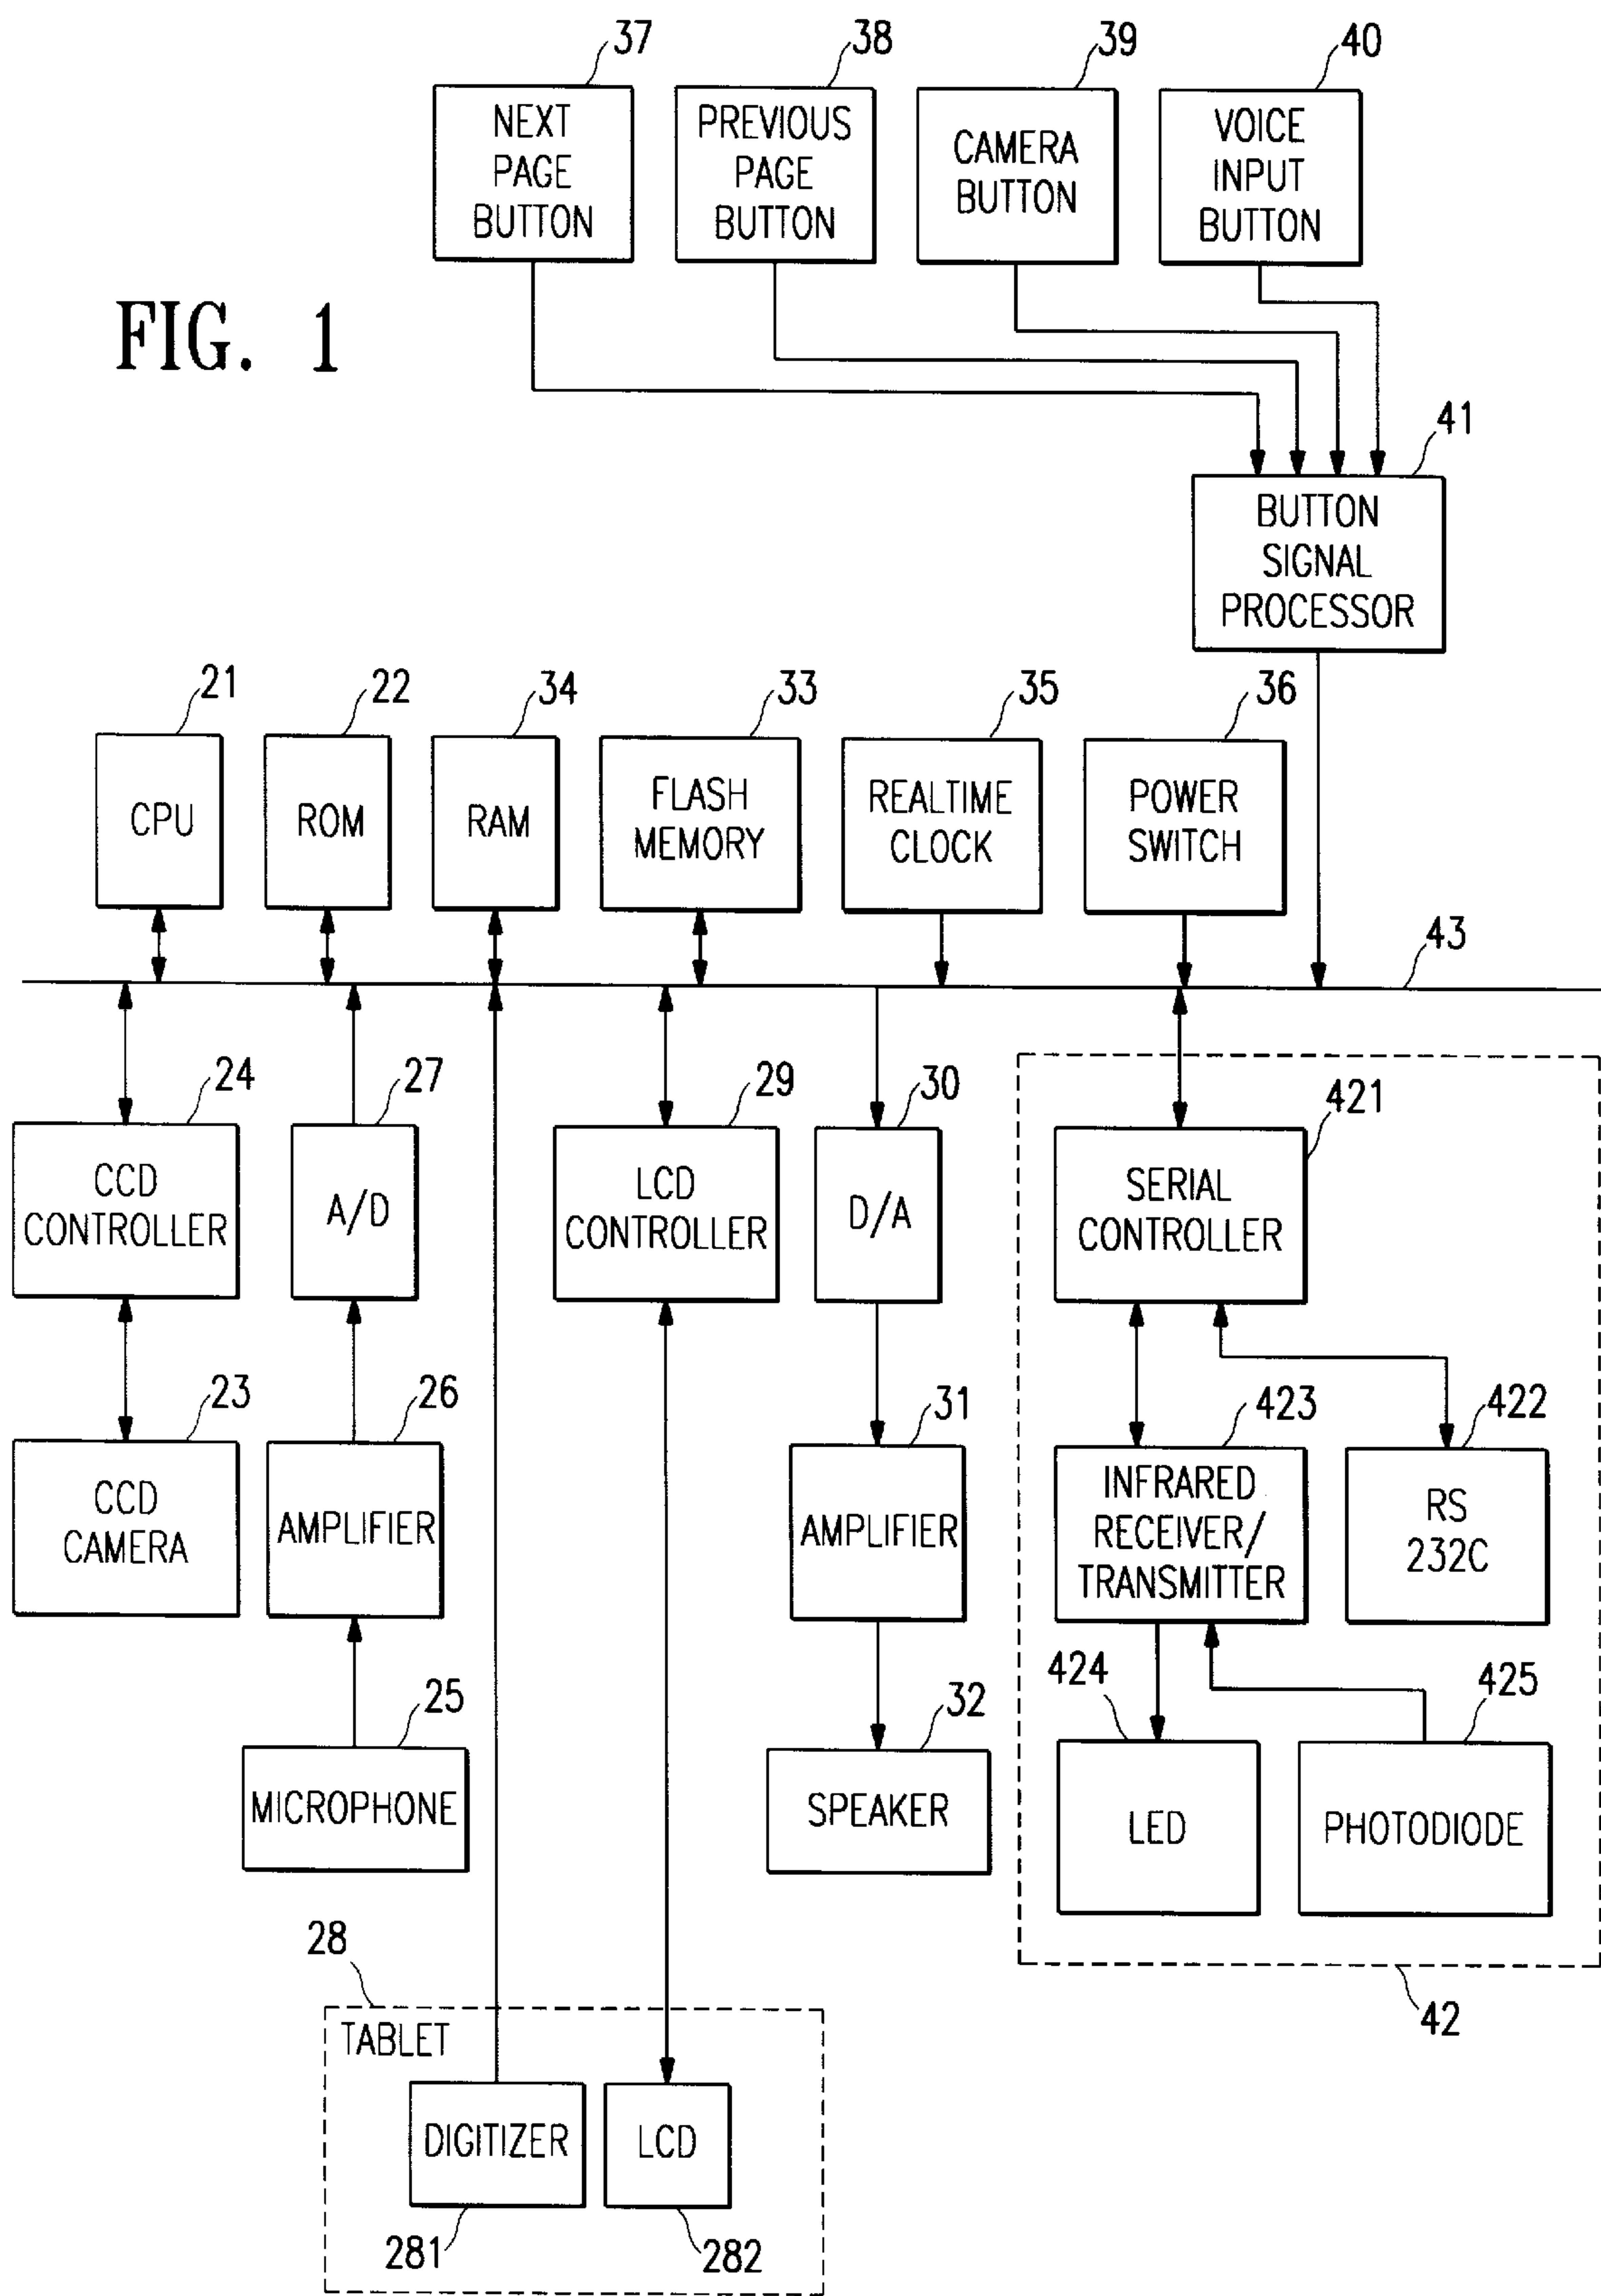 37
38
39
40
NEXT
PAGE
BUTTON
PREVIOUS
PAGE
BUTTON
CAMERA
BUTTON
VOICE
INPUT
BUTTON
FIG. 1
41
BUTTON
SIGNAL
PROCESSOR
21
22
34
33
35
36
CPU
ROM
RAM
FLASH
MEMORY
REALTIME
CLOCK
POWER
SWITCH
43
24
27
29
30
421
CCD
CONTROLLER
A/D
LCD
CONTROLLER
D/A
SERIAL
CONTROLLER
23
26
31
423
422
CCD
CAMERA
AMPLIFIER
AMPLIFIER
INFRARED
RECEIVER/
TRANSMITTER
RS
232C
25
32
424
425
MICROPHONE
SPEAKER
LED
PHOTODIODE
28
42
TABLET
DIGITIZER
LCD
281
282